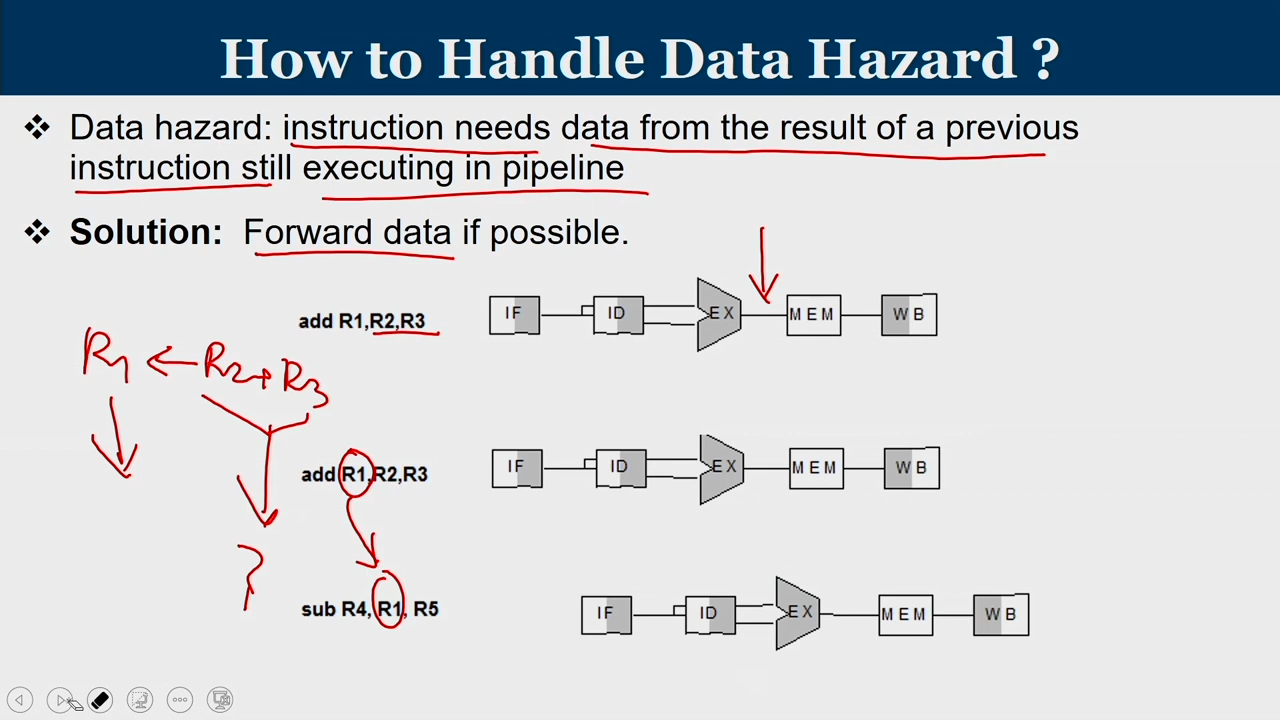 How to Handle Data Hazard ?
❖ Data hazard: instruction needs data from the result of a previous
instruction still executing in pipeline
❖ Solution: Forward data if possible.
add R1,R2,R3 IF ID EX MEM WB
R1 ← R2+R3
add R1,R2,R3 IF ID EX MEM WB
?
sub R4, R1, R5 IF ID EX MEM WB